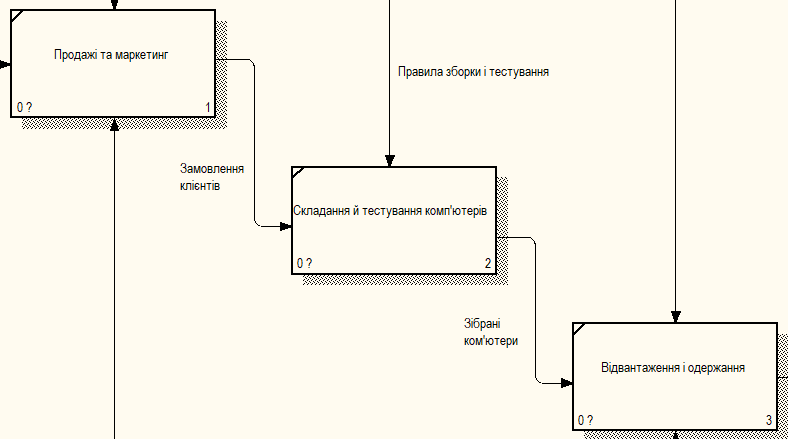 Продажі та маркетинг
0 ?
1
Правила зборки і тестування
Замовлення
клієнтів
Складання й тестування комп'ютерів
0 ?
2
Зібрані
ком'ютери
Відвантаження і одержання
0 ?
3